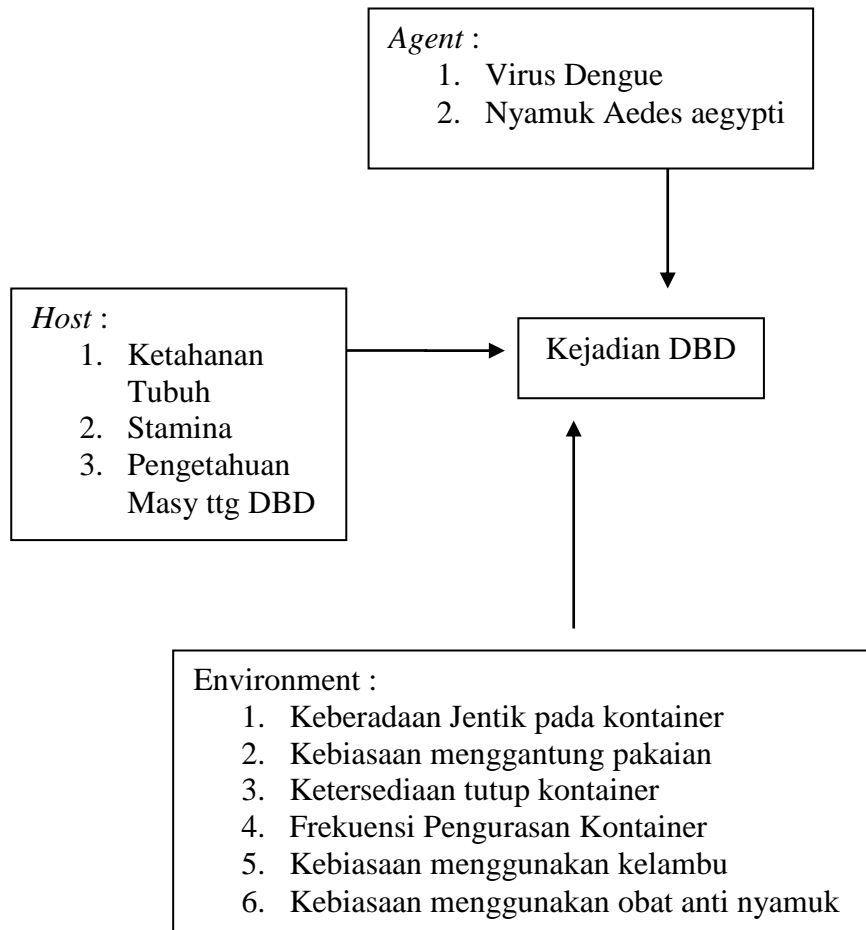 Agent :
1. Virus Dengue
2. Nyamuk Aedes aegypti
Host :
1. Ketahanan
Tubuh
2. Stamina
3. Pengetahuan
Masy ttg DBD
Kejadian DBD
Environment :
1. Keberadaan Jentik pada kontainer
2. Kebiasaan menggantung pakaian
3. Ketersediaan tutup kontainer
4. Frekuensi Pengurasan Kontainer
5. Kebiasaan menggunakan kelambu
6. Kebiasaan menggunakan obat anti nyamuk